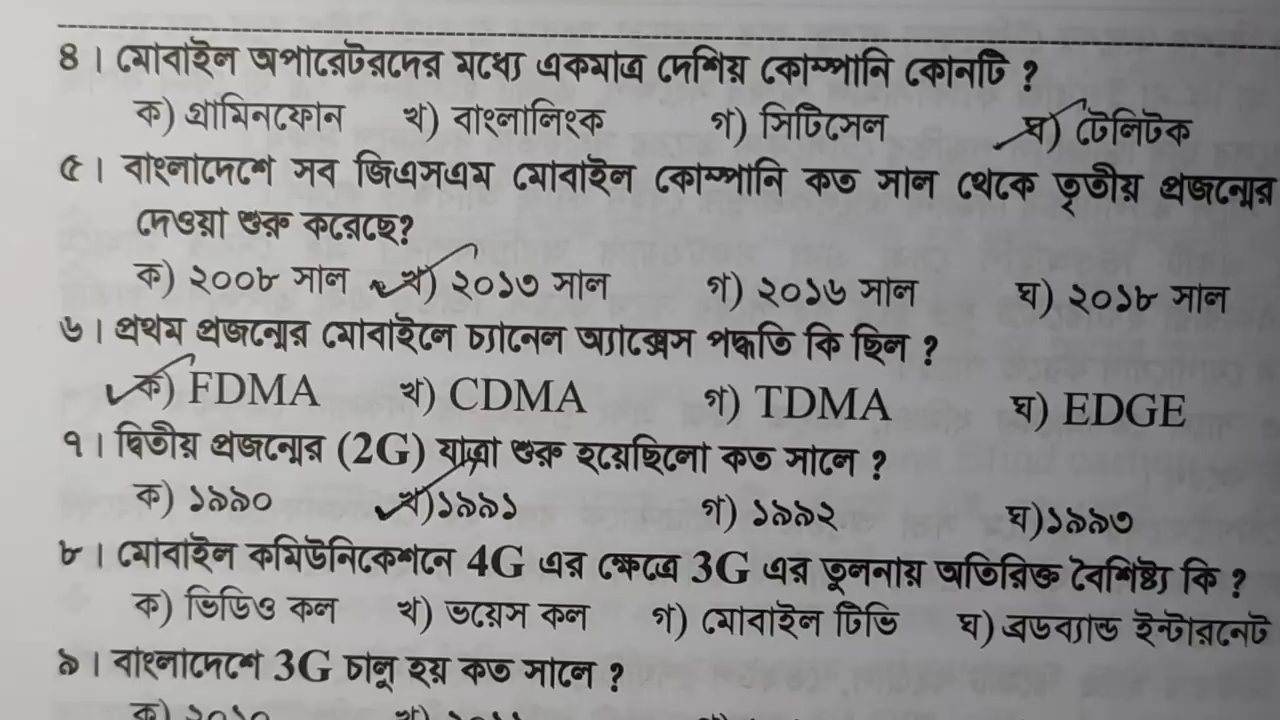 ৪। মোবাইল অপারেটরদের মধ্যে একমাত্র দেশিয় কোম্পানি কোনটি ?
ক) গ্রামিনফোন খ) বাংলালিংক গ) সিটিসেল ঘ) টেলিটক
৫। বাংলাদেশে সব জিএসএম মোবাইল কোম্পানি কত সাল থেকে তৃতীয় প্রজন্মের
দেওয়া শুরু করেছে?
ক) ২০০৮ সাল খ) ২০১৩ সাল গ) ২০১৬ সাল ঘ) ২০১৮ সাল
৬। প্রথম প্রজন্মের মোবাইলে চ্যানেল অ্যাক্সেস পদ্ধতি কি ছিল ?
ক) FDMA খ) CDMA গ) TDMA ঘ) EDGE
৭। দ্বিতীয় প্রজন্মের (2G) যাত্রা শুরু হয়েছিলো কত সালে ?
ক) ১৯৯০ খ)১৯৯১ গ) ১৯৯২ ঘ)১৯৯৩
৮। মোবাইল কমিউনিকেশনে 4G এর ক্ষেত্রে 3G এর তুলনায় অতিরিক্ত বৈশিষ্ট্য কি ?
ক) ভিডিও কল খ) ভয়েস কল গ) মোবাইল টিভি ঘ) ব্রডব্যান্ড ইন্টারনেট
৯। বাংলাদেশে 3G চালু হয় কত সালে ?
ক) ২০১০ খ)